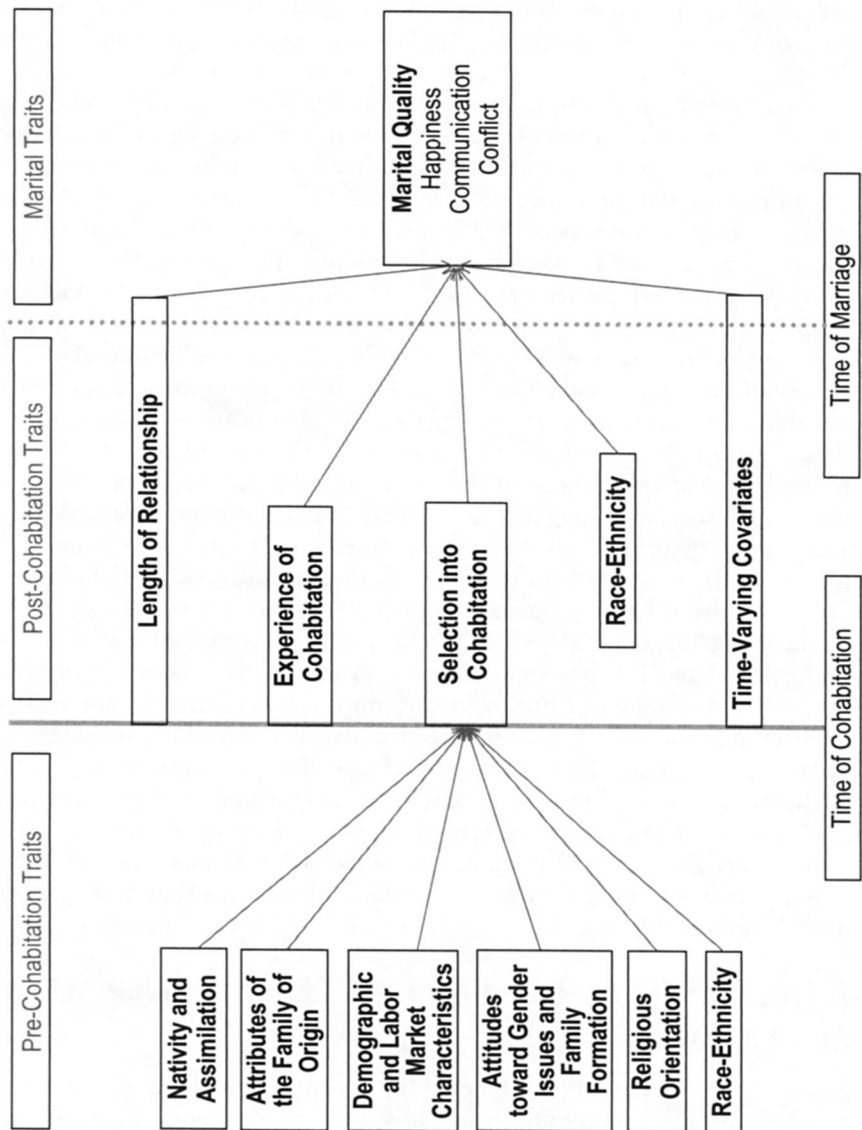 Pre-Cohabitation Traits
Post-Cohabitation Traits
Marital Traits
Nativity and
Assimilation
Attributes of
the Family of
Origin
Demographic
and Labor
Market
Characteristics
Attitudes
toward Gender
Issues and
Family
Formation
Religious
Orientation
Race-Ethnicity
Length of Relationship
Experience of
Cohabitation
Selection into
Cohabitation
Race-Ethnicity
Time-Varying Covariates
Marital Quality
Happiness
Communication
Conflict
Time of Cohabitation
Time of Marriage